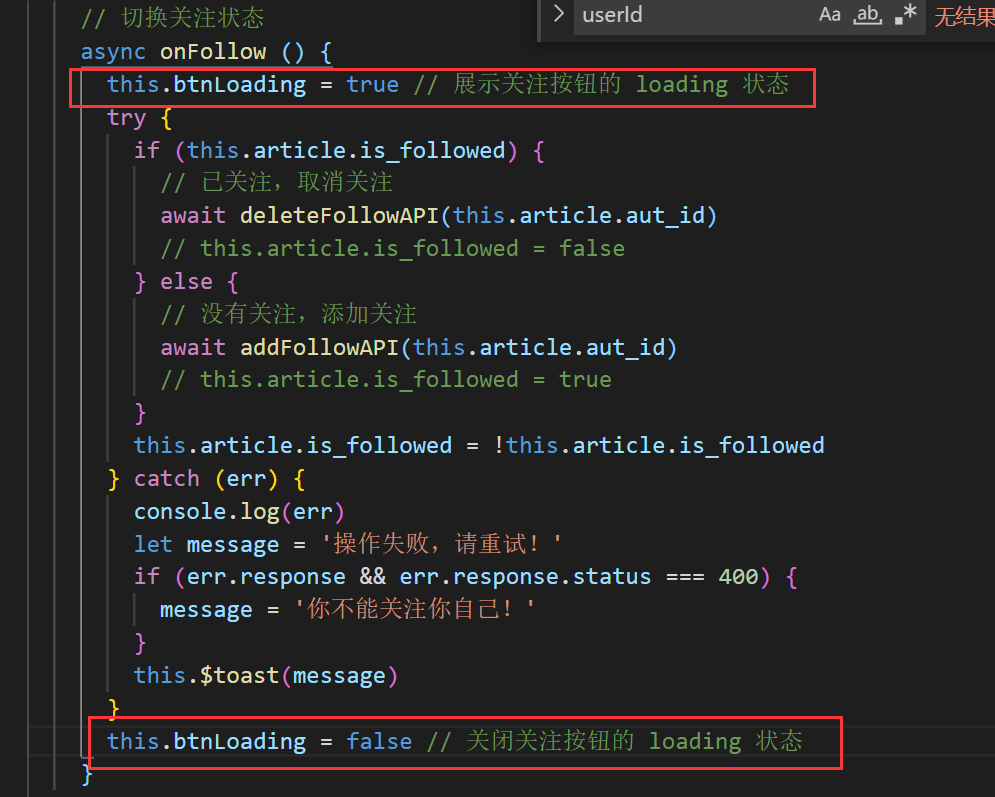 // 切换关注状态
userId Aa ab .* 无结果
async onFollow () {
this.btnLoading = true // 展示关注按钮的 loading 状态
try {
if (this.article.is_followed) {
// 已关注，取消关注
await deleteFollowAPI(this.article.aut_id)
// this.article.is_followed = false
} else {
// 没有关注，添加关注
await addFollowAPI(this.article.aut_id)
// this.article.is_followed = true
}
this.article.is_followed = !this.article.is_followed
} catch (err) {
console.log(err)
let message = '操作失败，请重试！'
if (err.response && err.response.status === 400) {
message = '你不能关注你自己！'
}
this.$toast(message)
}
this.btnLoading = false // 关闭关注按钮的 loading 状态
}